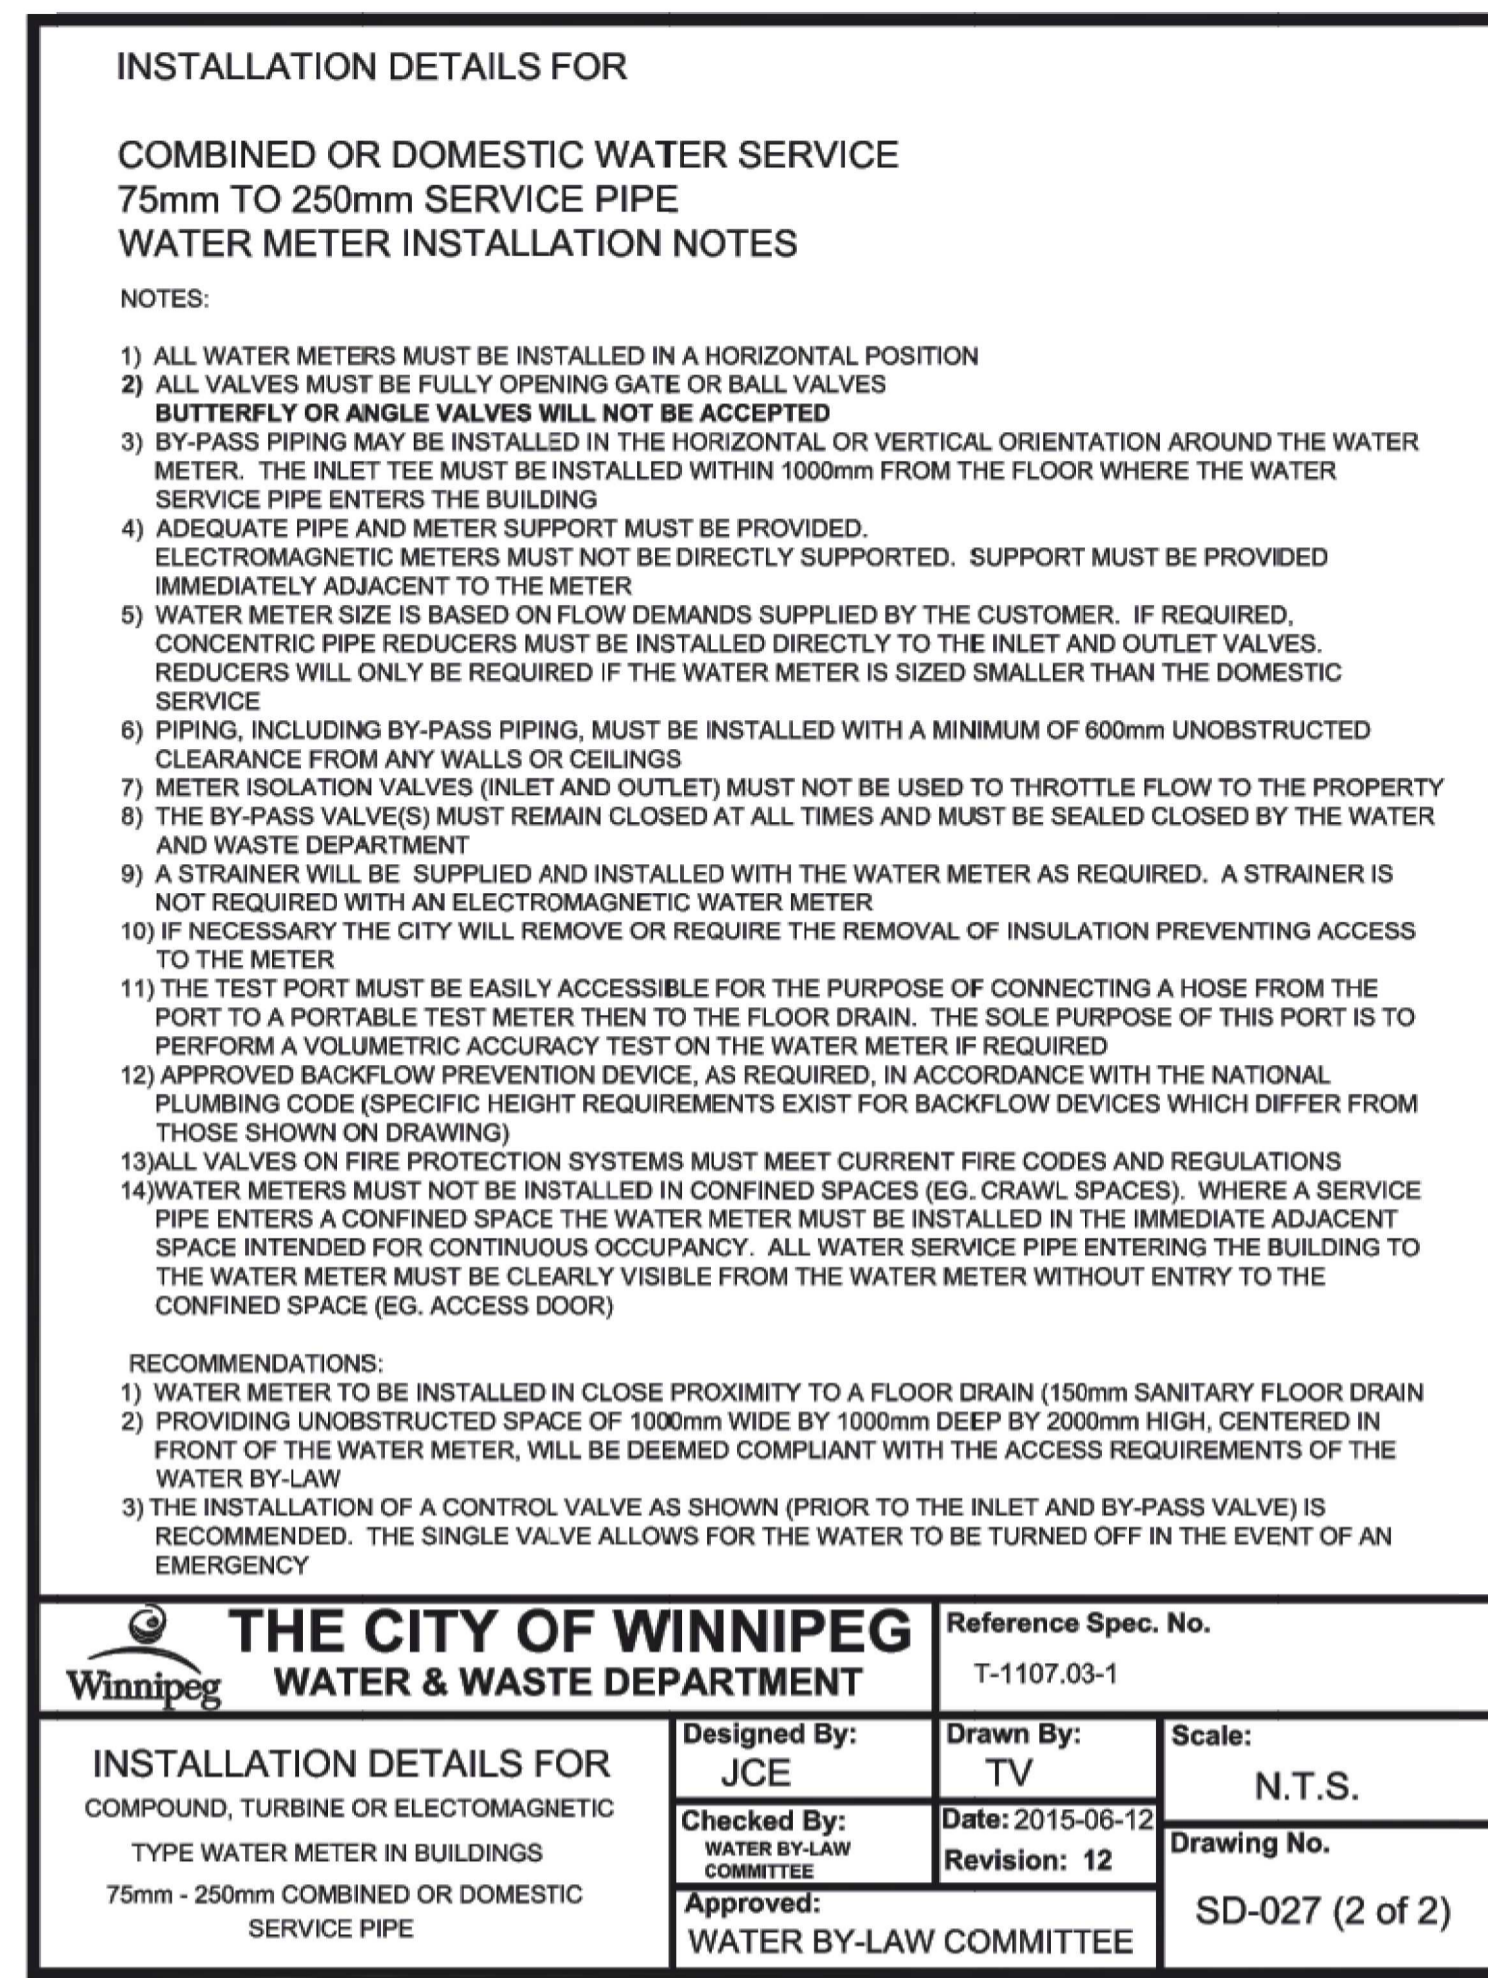 INSTALLATION DETAILS FOR
COMBINED OR DOMESTIC WATER SERVICE
75mm TO 250mm SERVICE PIPE
WATER METER INSTALLATION NOTES
NOTES:
1) ALL WATER METERS MUST BE INSTALLED IN A HORIZONTAL POSITION
2) ALL VALVES MUST BE FULLY OPENING GATE OR BALL VALVES
BUTTERFLY OR ANGLE VALVES WILL NOT BE ACCEPTED
3) BY-PASS PIPING MAY BE INSTALLED IN THE HORIZONTAL OR VERTICAL ORIENTATION AROUND THE WATER
METER. THE INLET TEE MUST BE INSTALLED WITHIN 1000mm FROM THE FLOOR WHERE THE WATER
SERVICE PIPE ENTERS THE BUILDING
4) ADEQUATE PIPE AND METER SUPPORT MUST BE PROVIDED.
ELECTROMAGNETIC METERS MUST NOT BE DIRECTLY SUPPORTED. SUPPORT MUST BE PROVIDED
IMMEDIATELY ADJACENT TO THE METER
5) WATER METER SIZE IS BASED ON FLOW DEMANDS SUPPLIED BY THE CUSTOMER. IF REQUIRED,
CONCENTRIC PIPE REDUCERS MUST BE INSTALLED DIRECTLY TO THE INLET AND OUTLET VALVES.
REDUCERS WILL ONLY BE REQUIRED IF THE WATER METER IS SIZED SMALLER THAN THE DOMESTIC
SERVICE
6) PIPING, INCLUDING BY-PASS PIPING, MUST BE INSTALLED WITH A MINIMUM OF 600mm UNOBSTRUCTED
CLEARANCE FROM ANY WALLS OR CEILINGS
7) METER ISOLATION VALVES (INLET AND OUTLET) MUST NOT BE USED TO THROTTLE FLOW TO THE PROPERTY
8) THE BY-PASS VALVE(S) MUST REMAIN CLOSED AT ALL TIMES AND MUST BE SEALED CLOSED BY THE WATER
AND WASTE DEPARTMENT
9) A STRAINER WILL BE SUPPLIED AND INSTALLED WITH THE WATER METER AS REQUIRED. A STRAINER IS
NOT REQUIRED WITH AN ELECTROMAGNETIC WATER METER
10) IF NECESSARY THE CITY WILL REMOVE OR REQUIRE THE REMOVAL OF INSULATION PREVENTING ACCESS
TO THE METER
11) THE TEST PORT MUST BE EASILY ACCESSIBLE FOR THE PURPOSE OF CONNECTING A HOSE FROM THE
PORT TO A PORTABLE TEST METER THEN TO THE FLOOR DRAIN. THE SOLE PURPOSE OF THIS PORT IS TO
PERFORM A VOLUMETRIC ACCURACY TEST ON THE WATER METER IF REQUIRED
12) APPROVED BACKFLOW PREVENTION DEVICE, AS REQUIRED, IN ACCORDANCE WITH THE NATIONAL
PLUMBING CODE (SPECIFIC HEIGHT REQUIREMENTS EXIST FOR BACKFLOW DEVICES WHICH DIFFER FROM
THOSE SHOWN ON DRAWING)
13)ALL VALVES ON FIRE PROTECTION SYSTEMS MUST MEET CURRENT FIRE CODES AND REGULATIONS
14)WATER METERS MUST NOT BE INSTALLED IN CONFINED SPACES (EG. CRAWL SPACES). WHERE A SERVICE
PIPE ENTERS A CONFINED SPACE THE WATER METER MUST BE INSTALLED IN THE IMMEDIATE ADJACENT
SPACE INTENDED FOR CONTINUOUS OCCUPANCY. ALL WATER SERVICE PIPE ENTERING THE BUILDING TO
THE WATER METER MUST BE CLEARLY VISIBLE FROM THE WATER METER WITHOUT ENTRY TO THE
CONFINED SPACE (EG. ACCESS DOOR)
RECOMMENDATIONS:
1) WATER METER TO BE INSTALLED IN CLOSE PROXIMITY TO A FLOOR DRAIN (150mm SANITARY FLOOR DRAIN
2) PROVIDING UNOBSTRUCTED SPACE OF 1000mm WIDE BY 1000mm DEEP BY 2000mm HIGH, CENTERED IN
FRONT OF THE WATER METER, WILL BE DEEMED COMPLIANT WITH THE ACCESS REQUIREMENTS OF THE
WATER BY-LAW
3) THE INSTALLATION OF A CONTROL VALVE AS SHOWN (PRIOR TO THE INLET AND BY-PASS VALVE) IS
RECOMMENDED. THE SINGLE VALVE ALLOWS FOR THE WATER TO BE TURNED OFF IN THE EVENT OF AN
EMERGENCY
Winnipeg
THE CITY OF WINNIPEG
WATER & WASTE DEPARTMENT
Reference Spec. No.
T-1107.03-1
INSTALLATION DETAILS FOR
COMPOUND, TURBINE OR ELECTOMAGNETIC
TYPE WATER METER IN BUILDINGS
75mm - 250mm COMBINED OR DOMESTIC
SERVICE PIPE
Designed By:
JCE
Drawn By:
TV
Scale:
N.T.S.
Checked By:
WATER BY-LAW
COMMITTEE
Date: 2015-06-12
Revision: 12
Approved:
WATER BY-LAW COMMITTEE
Drawing No.
SD-027 (2 of 2)